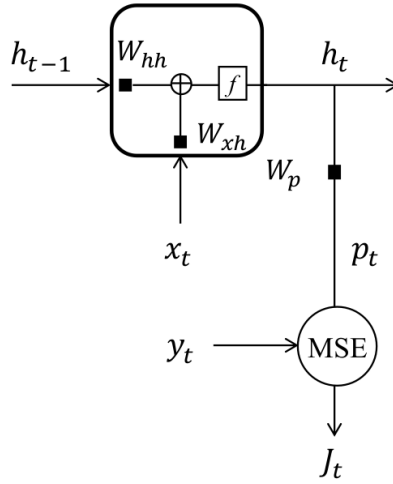 h_{t-1}
W_{hh}
f
h_t
W_{xh}
W_p
x_t
p_t
y_t
MSE
J_t